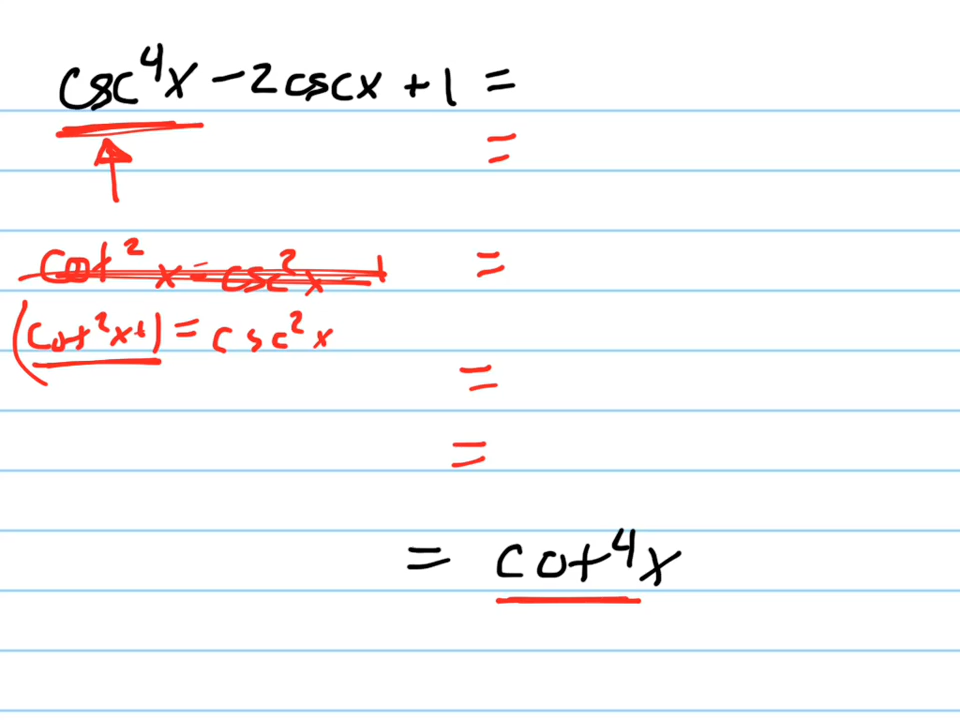 csc⁴x - 2cscx + 1 =
=
cot²x = csc²x - 1 =
(cot²x+1 = csc²x
=
=
= cot⁴x